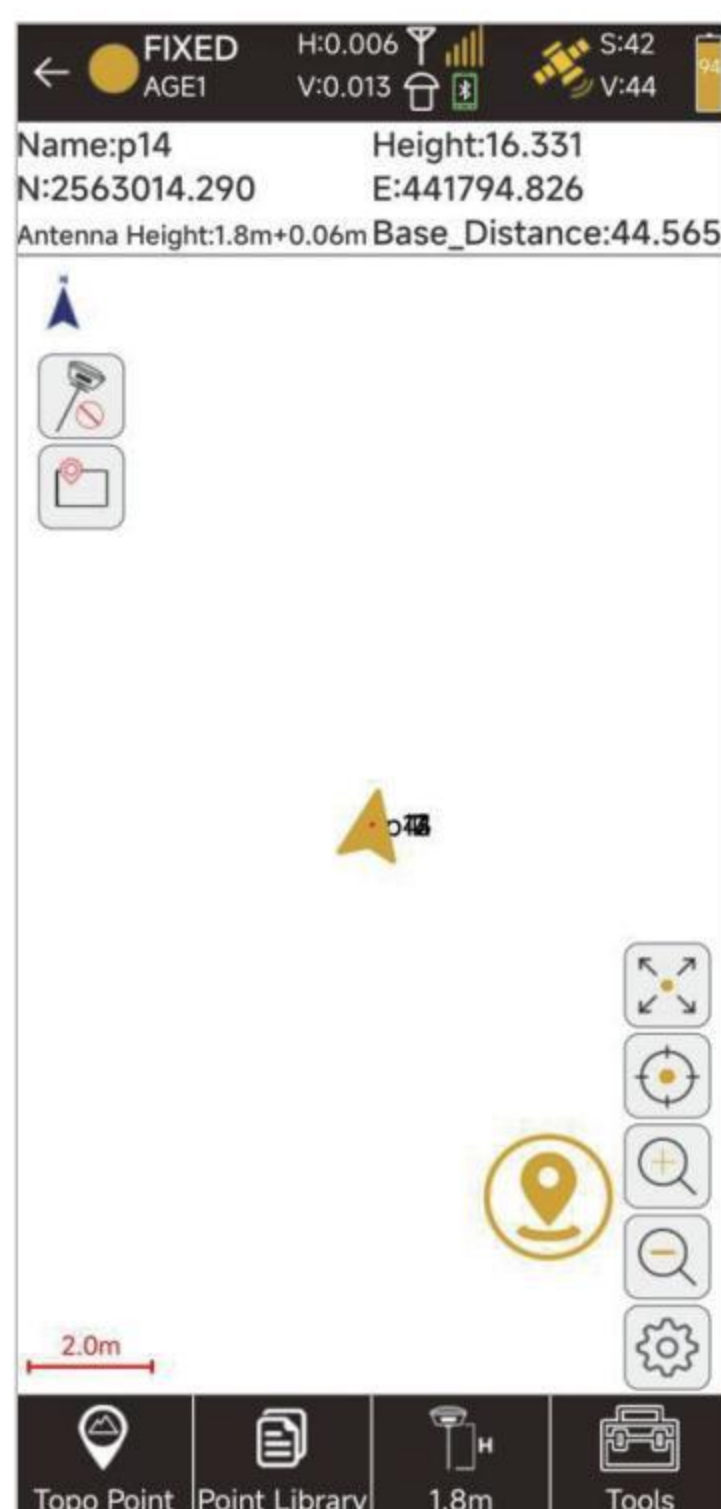 FIXED
AGE1
H:0.006
V:0.013
S:42
V:44
94
Name:p14
Height:16.331
N:2563014.290
E:441794.826
Antenna Height:1.8m+0.06m
Base_Distance:44.565
N
2.0m
H
Topo Point
Point Library
1.8m
Tools